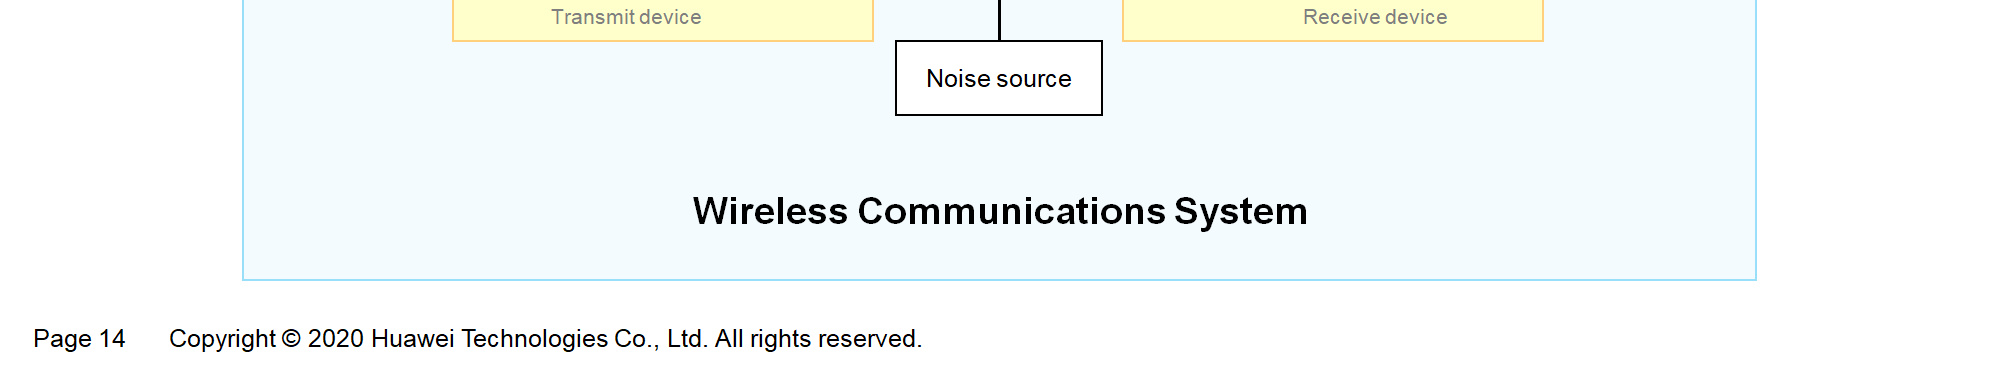 Transmit device
Receive device
Noise source
Wireless Communications System
Page 14
Copyright © 2020 Huawei Technologies Co., Ltd. All rights reserved.